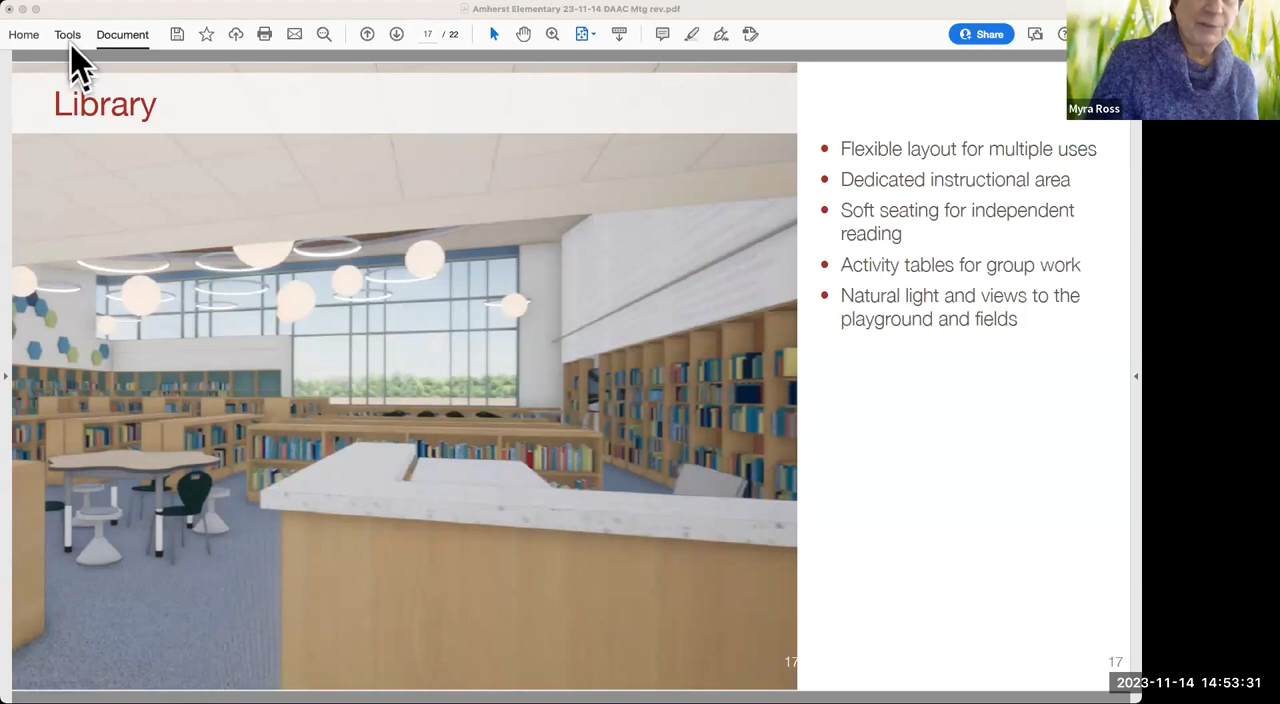 Amherst Elementary 23-11-14 DAAC Mtg rev.pdf
Home Tools Document 17 / 22 Share
Myra Ross
Library
Flexible layout for multiple uses
Dedicated instructional area
Soft seating for independent
reading
Activity tables for group work
Natural light and views to the
playground and fields
17
17
2023-11-14 14:53:31